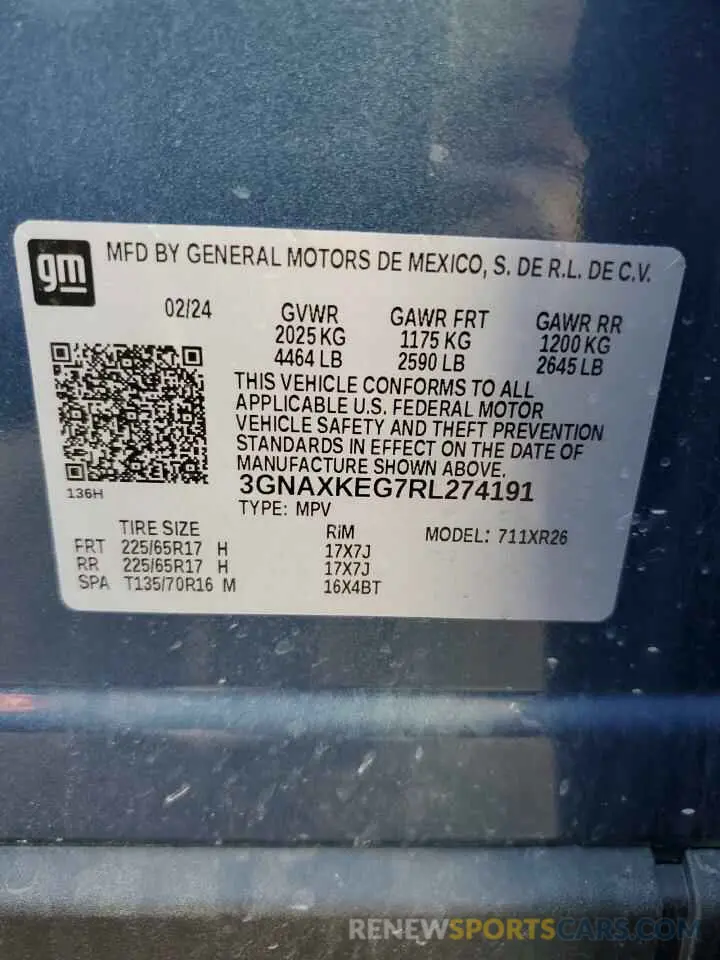 gm
MFD BY GENERAL MOTORS DE MEXICO, S. DE R.L. DE C.V.
02/24 GVWR GAWR FRT GAWR RR
2025 KG 1175 KG 1200 KG
4464 LB 2590 LB 2645 LB
THIS VEHICLE CONFORMS TO ALL
APPLICABLE U.S. FEDERAL MOTOR
VEHICLE SAFETY AND THEFT PREVENTION
STANDARDS IN EFFECT ON THE DATE OF
MANUFACTURE SHOWN ABOVE.
136H
3GNAXKEG7RL274191
TYPE: MPV
TIRE SIZE RIM MODEL: 711XR26
FRT 225/65R17 H 17X7J
RR 225/65R17 H 17X7J
SPA T135/70R16 M 16X4BT
RENEWSPORTSCARS.COM